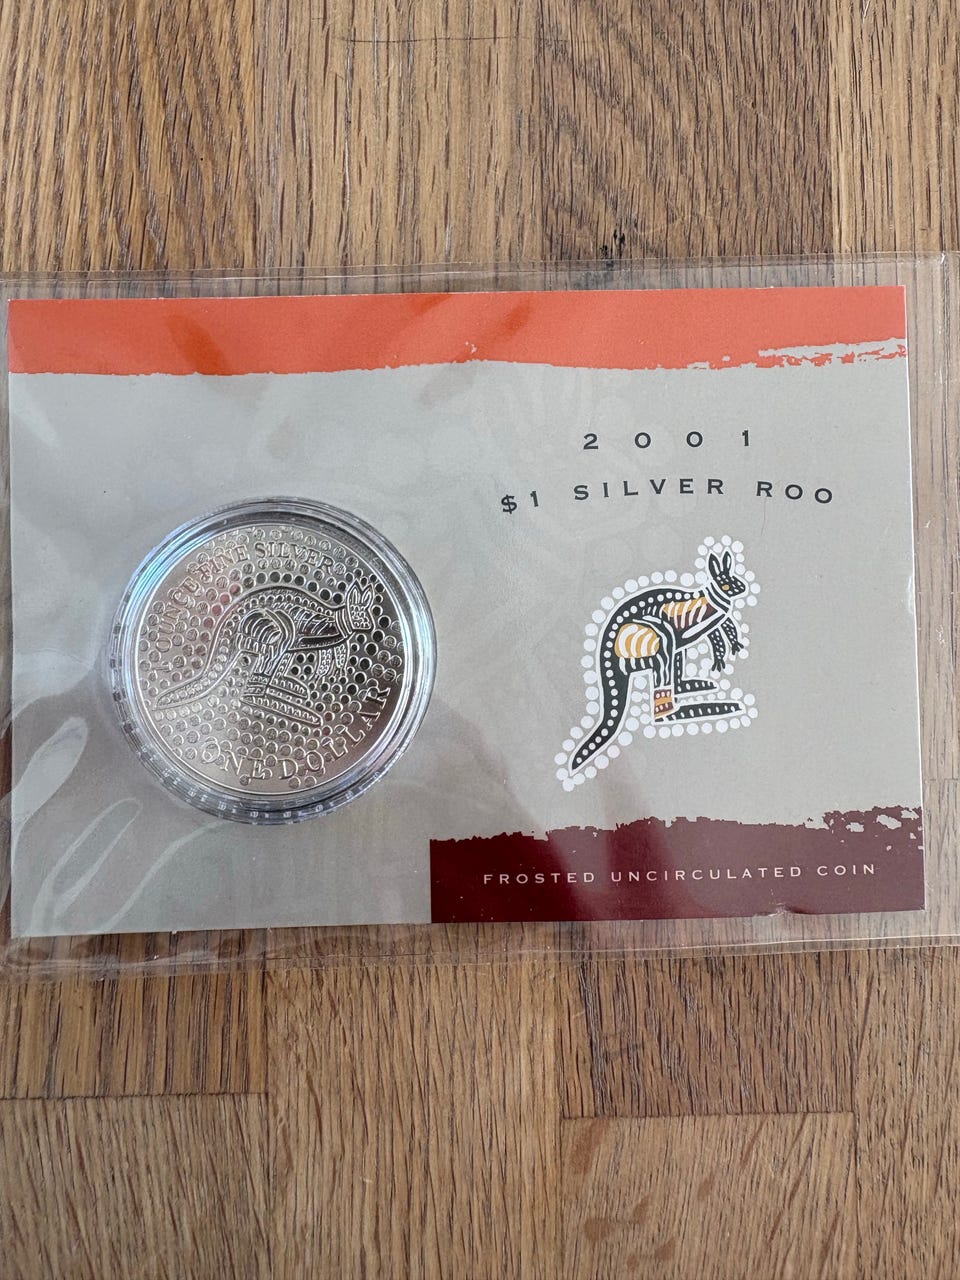 2001
$1 SILVER ROO
1 OUNCE FINE SILVER
ONE DOLLAR
FROSTED UNCIRCULATED COIN